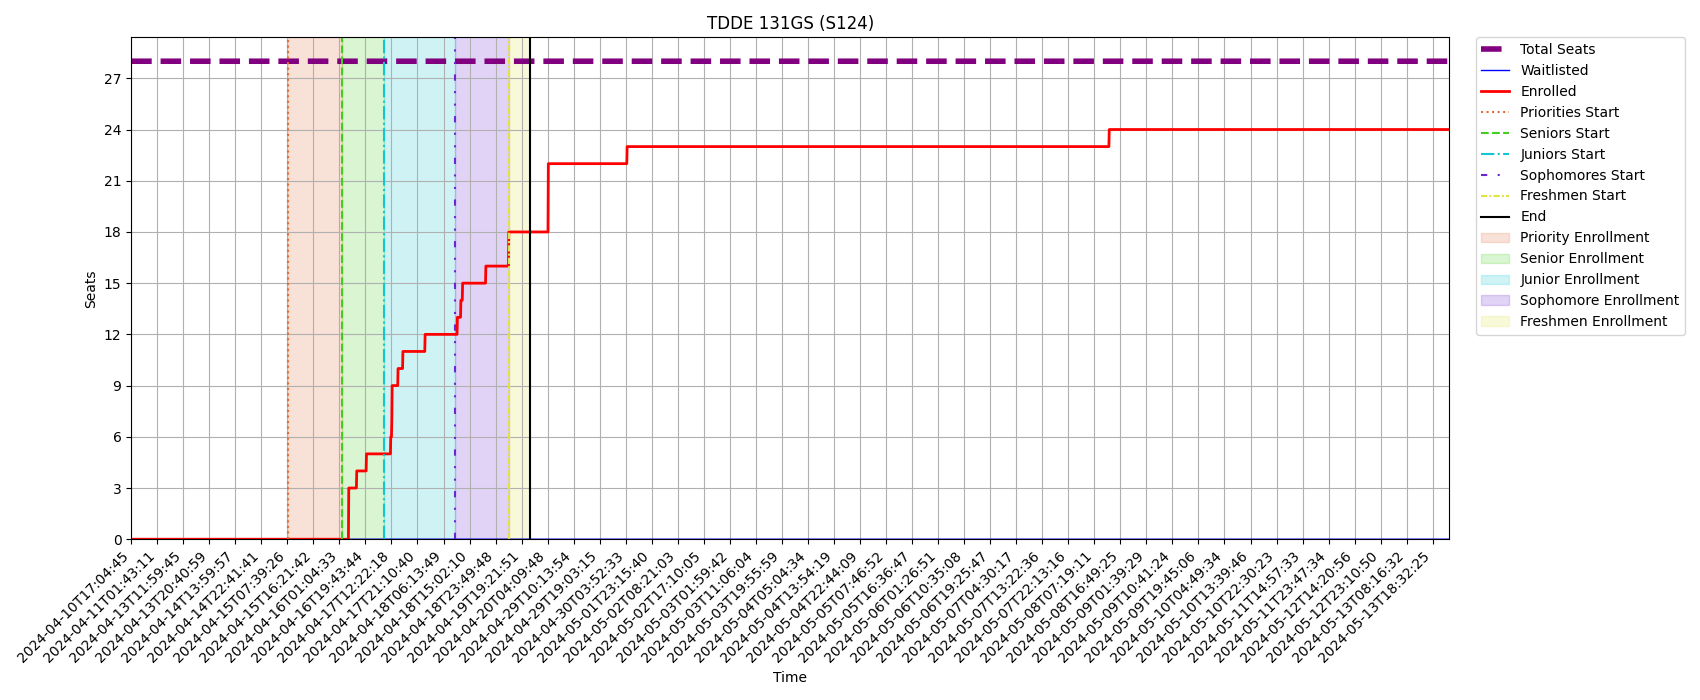 TDDE 131GS (S124)
Total Seats
Waitlisted
Enrolled
Priorities Start
Seniors Start
Juniors Start
Sophomores Start
Freshmen Start
End
Priority Enrollment
Senior Enrollment
Junior Enrollment
Sophomore Enrollment
Freshmen Enrollment
Seats
27
24
21
18
15
12
9
6
3
0
2024-04-10T17:04:45
2024-04-11T01:43:11
2024-04-13T11:59:45
2024-04-13T20:40:59
2024-04-14T13:59:57
2024-04-14T22:41:41
2024-04-15T07:39:26
2024-04-15T16:21:42
2024-04-16T01:04:33
2024-04-16T19:43:44
2024-04-17T12:22:18
2024-04-17T21:10:40
2024-04-18T06:13:49
2024-04-18T15:02:10
2024-04-18T23:49:48
2024-04-19T19:21:51
2024-04-20T04:09:48
2024-04-29T10:13:54
2024-04-29T19:03:15
2024-04-30T03:52:33
2024-05-01T23:15:40
2024-05-02T08:21:03
2024-05-02T17:10:05
2024-05-03T01:59:42
2024-05-03T11:06:04
2024-05-03T19:55:59
2024-05-04T05:04:34
2024-05-04T13:54:19
2024-05-04T22:44:09
2024-05-05T07:46:52
2024-05-05T16:36:47
2024-05-06T01:26:51
2024-05-06T10:35:08
2024-05-06T19:25:47
2024-05-07T04:30:17
2024-05-07T13:22:36
2024-05-07T22:13:16
2024-05-08T07:19:11
2024-05-08T16:49:25
2024-05-09T01:39:29
2024-05-09T10:41:24
2024-05-09T19:45:06
2024-05-10T04:49:34
2024-05-10T13:39:46
2024-05-10T22:30:23
2024-05-11T14:57:33
2024-05-11T23:47:34
2024-05-12T14:20:56
2024-05-12T23:10:50
2024-05-13T08:16:32
2024-05-13T18:32:25
Time